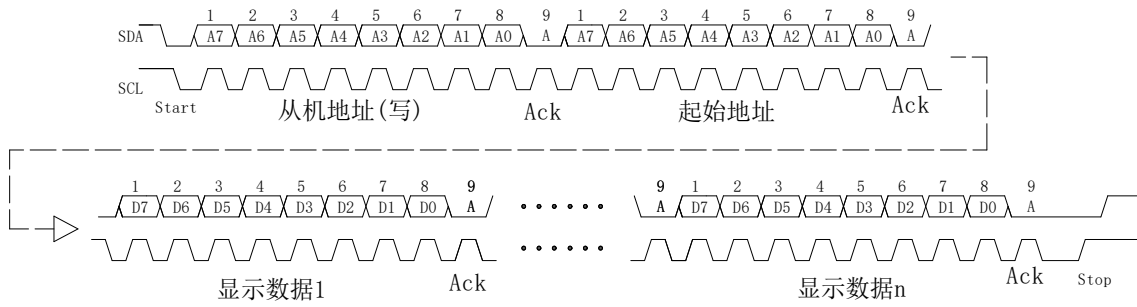 1 2 3 4 5 6 7 8 9 1 2 3 4 5 6 7 8 9
SDA A7 A6 A5 A4 A3 A2 A1 A0 A A7 A6 A5 A4 A3 A2 A1 A0 A
SCL
Start 从机地址(写) Ack 起始地址 Ack
1 2 3 4 5 6 7 8 9 9 1 2 3 4 5 6 7 8 9
D7 D6 D5 D4 D3 D2 D1 D0 A A D7 D6 D5 D4 D3 D2 D1 D0 A
显示数据1 Ack 显示数据n Ack Stop